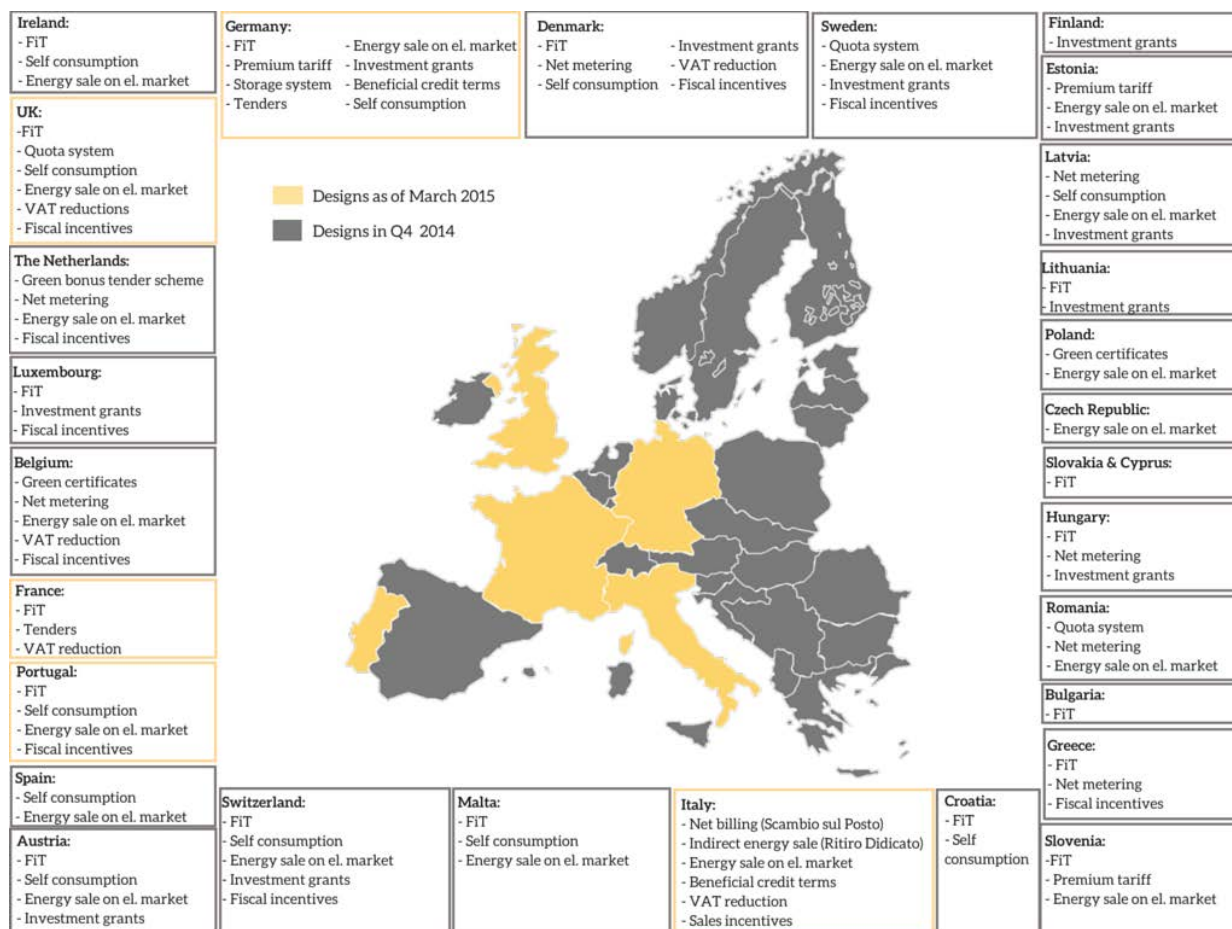 Ireland:
- FiT
- Self consumption
- Energy sale on el. market
Germany:
- FiT
- Premium tariff
- Storage system
- Tenders
- Energy sale on el. market
- Investment grants
- Beneficial credit terms
- Self consumption
Denmark:
- FiT
- Net metering
- Self consumption
- Investment grants
- VAT reduction
- Fiscal incentives
Sweden:
- Quota system
- Energy sale on el. market
- Investment grants
- Fiscal incentives
Finland:
- Investment grants
Estonia:
- Premium tariff
- Energy sale on el. market
- Investment grants
UK:
-FiT
- Quota system
- Self consumption
- Energy sale on el. market
- VAT reductions
- Fiscal incentives
Designs as of March 2015
Designs in Q4 2014
Latvia:
- Net metering
- Self consumption
- Energy sale on el. market
- Investment grants
The Netherlands:
- Green bonus tender scheme
- Net metering
- Energy sale on el. market
- Fiscal incentives
Lithuania:
- FiT
- Investment grants
Poland:
- Green certificates
- Energy sale on el. market
Luxembourg:
- FiT
- Investment grants
- Fiscal incentives
Czech Republic:
- Energy sale on el. market
Belgium:
- Green certificates
- Net metering
- Energy sale on el. market
- VAT reduction
- Fiscal incentives
Slovakia & Cyprus:
- FiT
Hungary:
- FiT
- Net metering
- Investment grants
France:
- FiT
- Tenders
- VAT reduction
Romania:
- Quota system
- Net metering
- Energy sale on el. market
Portugal:
- FiT
- Self consumption
- Energy sale on el. market
- Fiscal incentives
Bulgaria:
- FiT
Greece:
- FiT
- Net metering
- Fiscal incentives
Spain:
- Self consumption
- Energy sale on el. market
Austria:
- FiT
- Self consumption
- Energy sale on el. market
- Investment grants
Switzerland:
- FiT
- Self consumption
- Energy sale on el. market
- Investment grants
- Fiscal incentives
Malta:
- FiT
- Self consumption
- Energy sale on el. market
Italy:
- Net billing (Scambio sul Posto)
- Indirect energy sale (Ritiro Didicato)
- Energy sale on el. market
- Beneficial credit terms
- VAT reduction
- Sales incentives
Croatia:
- FiT
- Self
consumption
Slovenia:
-FiT
- Premium tariff
- Energy sale on el. market